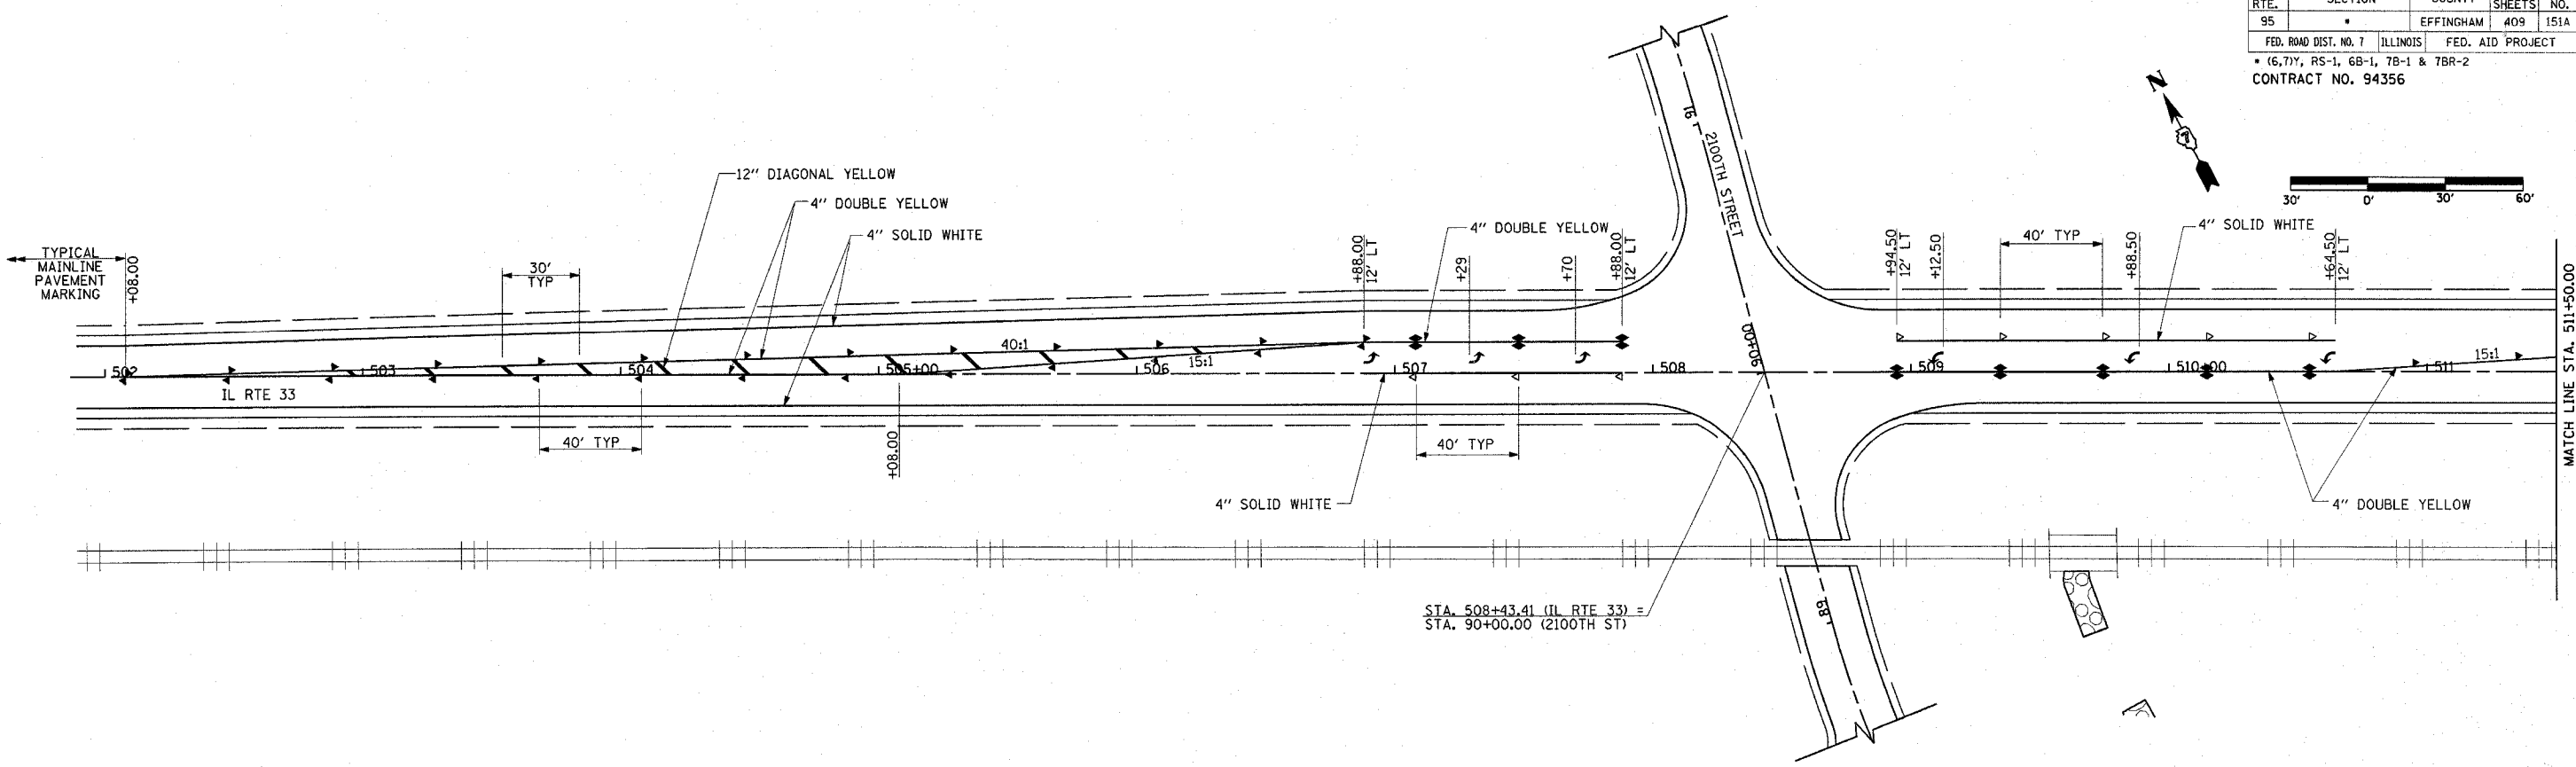 RTE. SECTION COUNTY SHEETS NO.
95 * EFFINGHAM 409 151A
FED. ROAD DIST. NO. 7 ILLINOIS FED. AID PROJECT
* (6,7)Y, RS-1, 6B-1, 7B-1 & 7BR-2
CONTRACT NO. 94356
N
7
30' 0' 30' 60'
12" DIAGONAL YELLOW
4" DOUBLE YELLOW
4" SOLID WHITE
TYPICAL
MAINLINE
PAVEMENT
MARKING
+08.00
30'
TYP
+88.00
12' LT
4" DOUBLE YELLOW
+29
+70
+88.00
12' LT
91
2100TH STREET
90+00
89
+94.50
12' LT
+12.50
40' TYP
+88.50
4" SOLID WHITE
+64.50
12' LT
MATCH LINE STA. 511+50.00
40:1
15:1
15:1
502
503
504
505+00
506
507
508
509
510+00
511
IL RTE 33
40' TYP
+08.00
40' TYP
4" SOLID WHITE
4" DOUBLE YELLOW
STA. 508+43.41 (IL RTE 33) =
STA. 90+00.00 (2100TH ST)